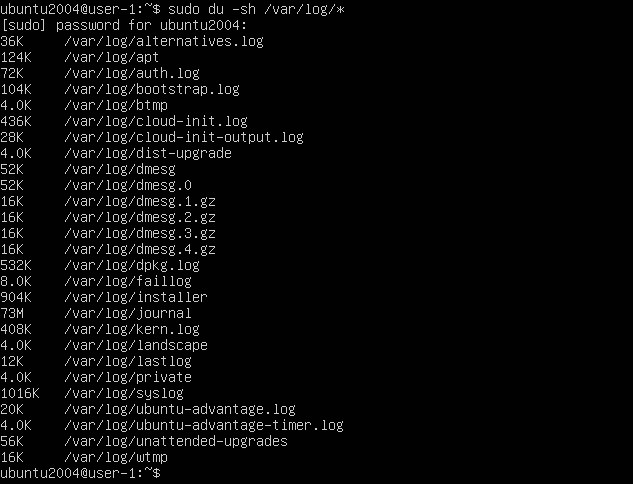 ubuntu2004@user-1:~$ sudo du -sh /var/log/*
[sudo] password for ubuntu2004:
36K /var/log/alternatives.log
124K /var/log/apt
72K /var/log/auth.log
104K /var/log/bootstrap.log
4.0K /var/log/btmp
436K /var/log/cloud-init.log
28K /var/log/cloud-init-output.log
4.0K /var/log/dist-upgrade
52K /var/log/dmesg
52K /var/log/dmesg.0
16K /var/log/dmesg.1.gz
16K /var/log/dmesg.2.gz
16K /var/log/dmesg.3.gz
16K /var/log/dmesg.4.gz
532K /var/log/dpkg.log
8.0K /var/log/faillog
904K /var/log/installer
73M /var/log/journal
408K /var/log/kern.log
4.0K /var/log/landscape
12K /var/log/lastlog
4.0K /var/log/private
1016K /var/log/syslog
20K /var/log/ubuntu-advantage.log
4.0K /var/log/ubuntu-advantage-timer.log
56K /var/log/unattended-upgrades
16K /var/log/wtmp
ubuntu2004@user-1:~$